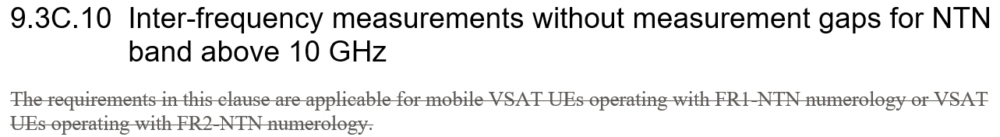 9.3C.10 Inter-frequency measurements without measurement gaps for NTN
band above 10 GHz
The requirements in this clause are applicable for mobile VSAT UEs operating with FR1-NTN numerology or VSAT
UEs operating with FR2-NTN numerology.